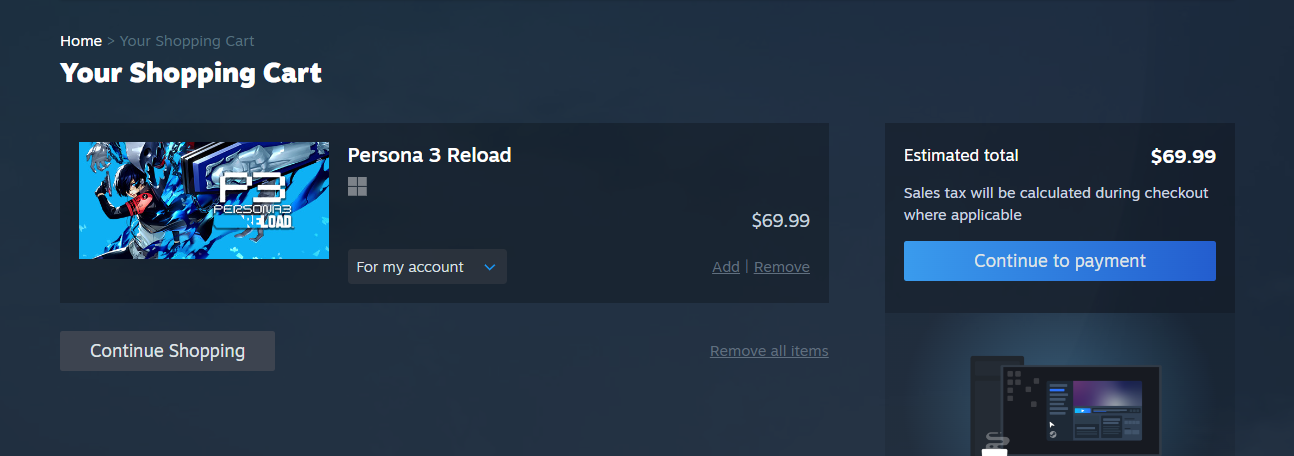 Home > Your Shopping Cart
Your Shopping Cart
P3
PERSONA3
RELOAD
Persona 3 Reload
$69.99
For my account
Add | Remove
Continue Shopping
Remove all items
Estimated total $69.99
Sales tax will be calculated during checkout
where applicable
Continue to payment